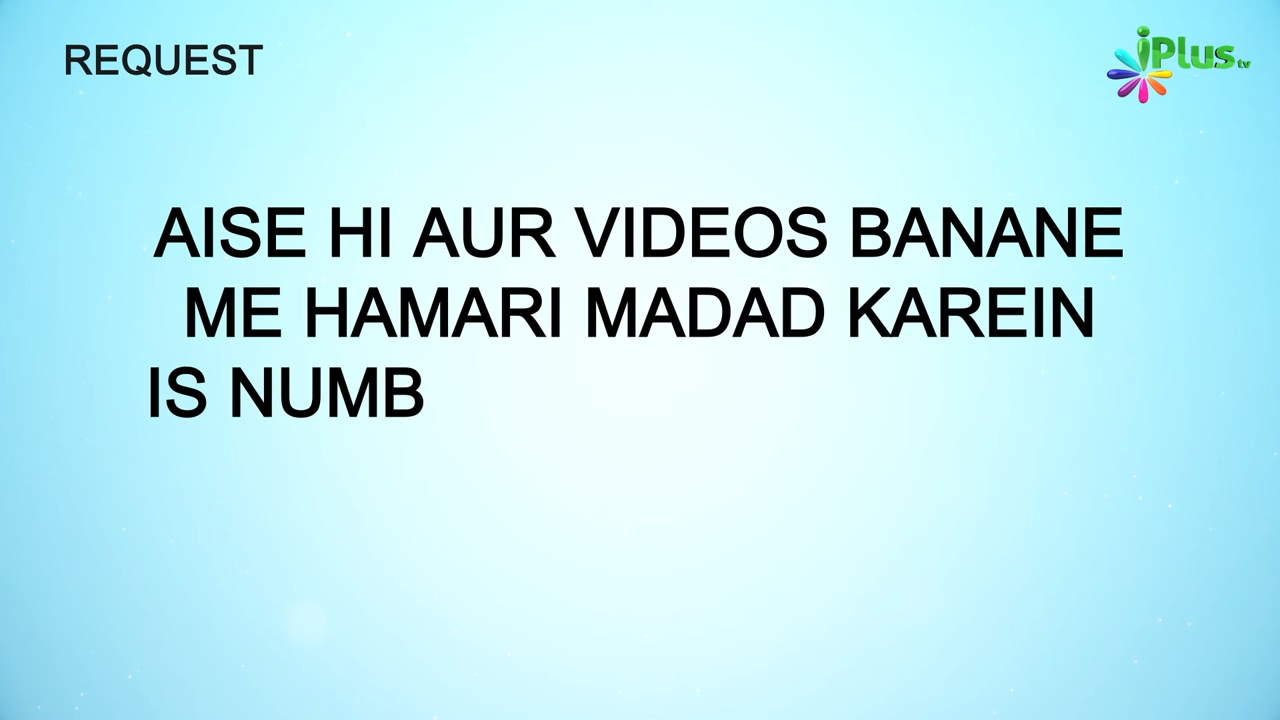 REQUEST
iPlus tv
AISE HI AUR VIDEOS BANANE
ME HAMARI MADAD KAREIN
IS NUMB